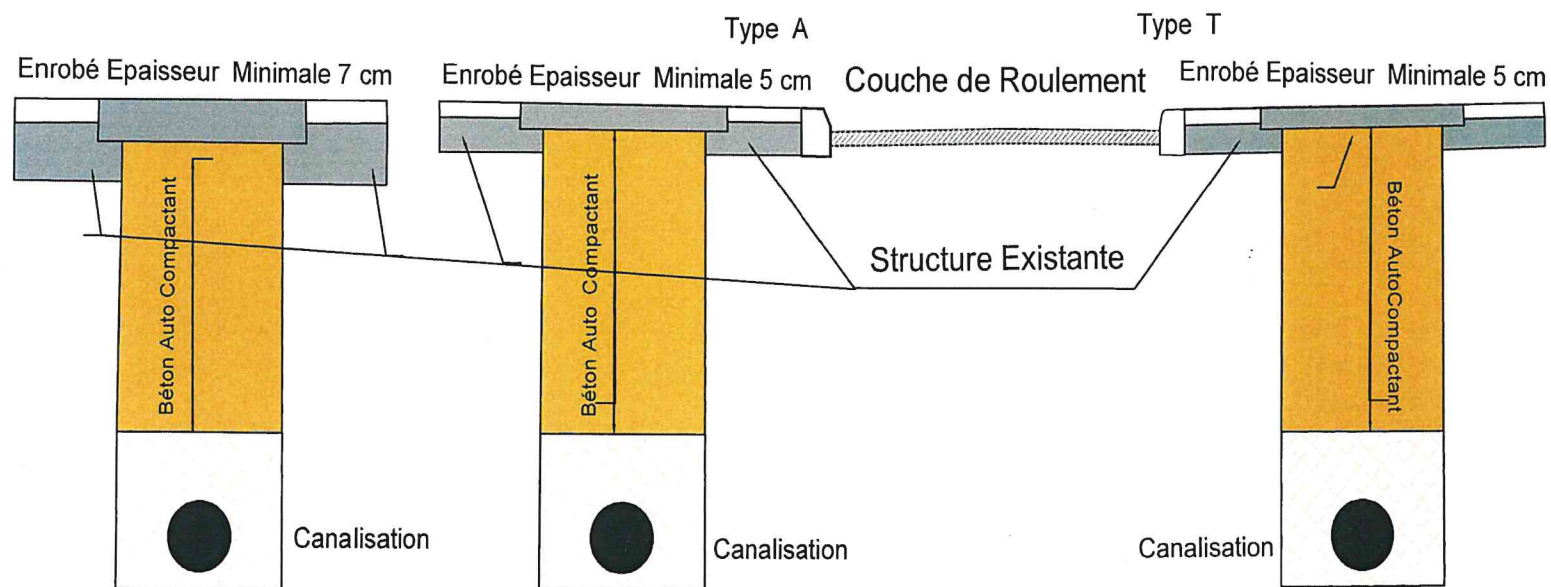 Type A
Type T
Enrobé Epaisseur Minimale 7 cm
Enrobé Epaisseur Minimale 5 cm
Couche de Roulement
Enrobé Epaisseur Minimale 5 cm
Béton Auto Compactant
Béton Auto Compactant
Béton AutoCompactant
Structure Existante
Canalisation
Canalisation
Canalisation